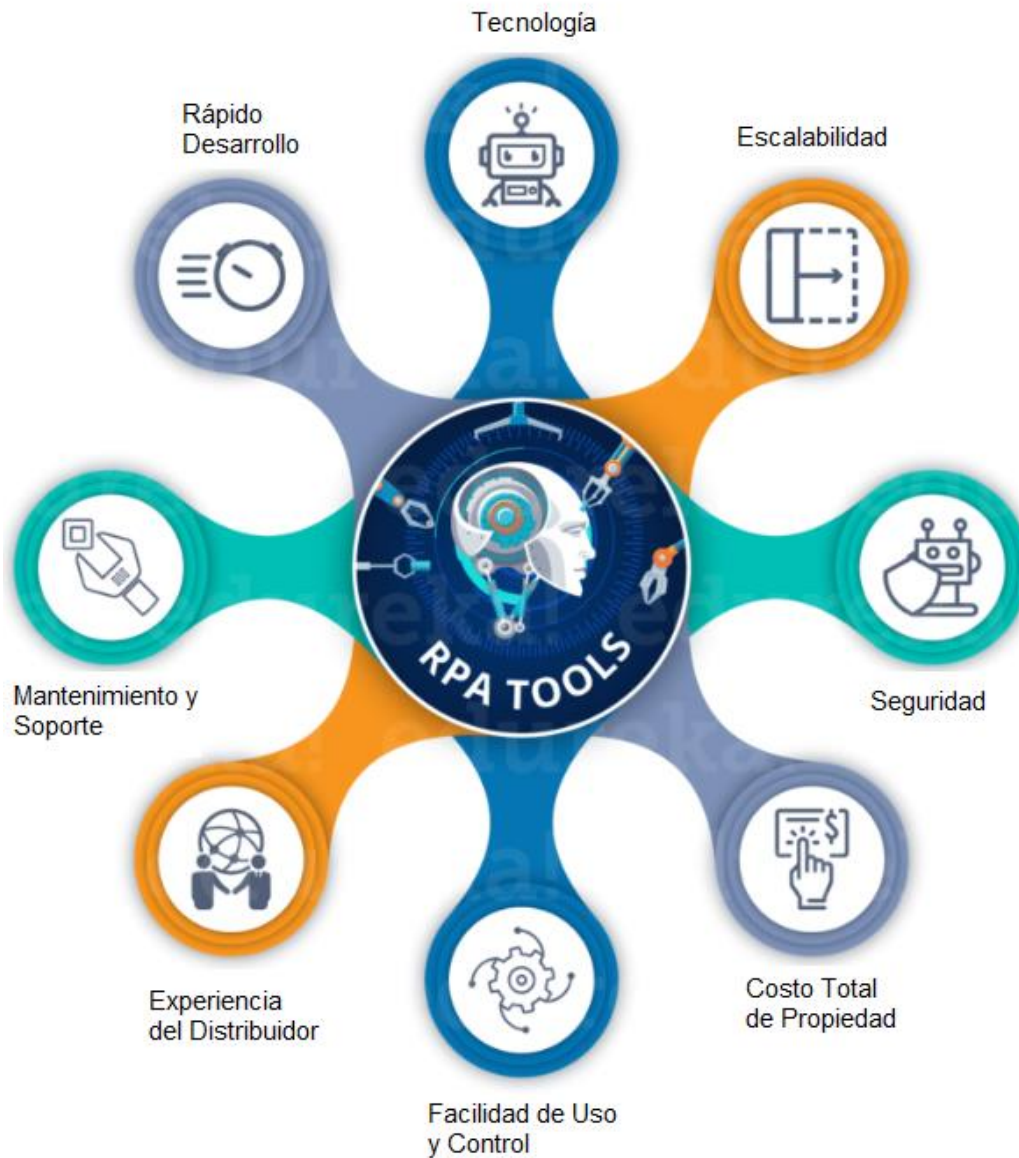 Tecnología
Rápido
Desarrollo
Escalabilidad
RPA TOOLS
Mantenimiento y
Soporte
Seguridad
Experiencia
del Distribuidor
Costo Total
de Propiedad
Facilidad de Uso
y Control
$
edureka!